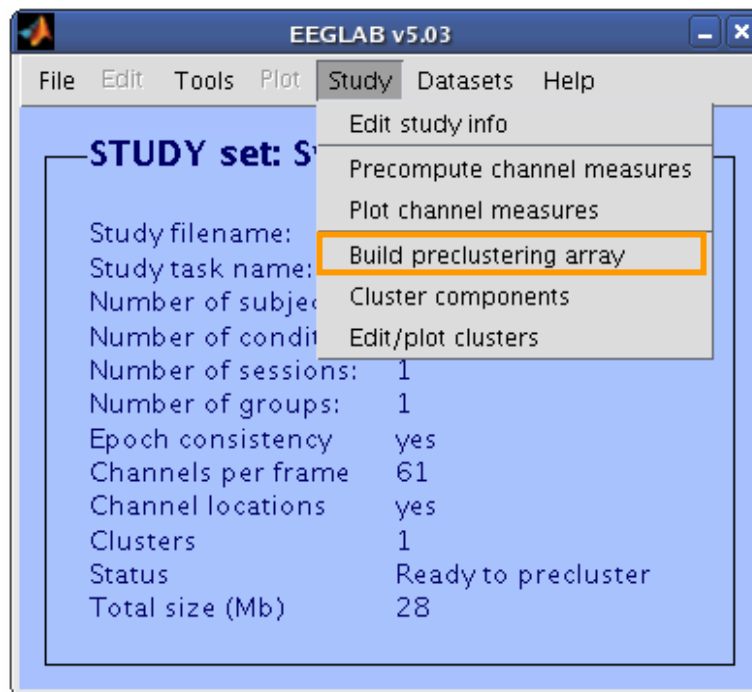 EEGLAB v5.03
File Edit Tools Plot Study Datasets Help
Edit study info
Precompute channel measures
Plot channel measures
Build preclustering array
Cluster components
Edit/plot clusters
STUDY set:
Study filename:
Study task name:
Number of
Number of
Number of sessions: 1
Number of groups: 1
Epoch consistency yes
Channels per frame 61
Channel locations yes
Clusters 1
Status Ready to precluster
Total size (Mb) 28